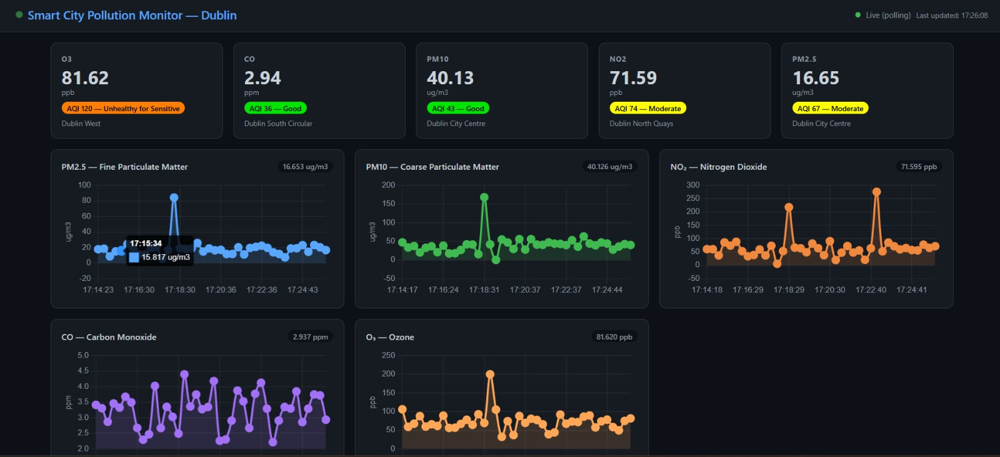 Smart City Pollution Monitor — Dublin
Live (polling) Last updated: 17:26:08
O3
81.62
ppb
AQI 120 — Unhealthy for Sensitive
Dublin West
CO
2.94
ppm
AQI 36 — Good
Dublin South Circular
PM10
40.13
ug/m3
AQI 43 — Good
Dublin City Centre
NO2
71.59
ppb
AQI 74 — Moderate
Dublin North Quays
PM2.5
16.65
ug/m3
AQI 67 — Moderate
Dublin City Centre
PM2.5 — Fine Particulate Matter
16.653 ug/m3
100
80
60
40
20
0
-20
ug/m3
17:15:34
15.817 ug/m3
17:14:23 17:16:30 17:18:30 17:20:36 17:22:36 17:24:43
PM10 — Coarse Particulate Matter
40.126 ug/m3
200
150
100
50
0
-50
ug/m3
17:14:17 17:16:24 17:18:31 17:20:37 17:22:37 17:24:44
NO₂ — Nitrogen Dioxide
71.595 ppb
300
250
200
150
100
50
0
-50
ppb
17:14:18 17:16:29 17:18:29 17:20:30 17:22:40 17:24:41
CO — Carbon Monoxide
2.937 ppm
5.0
4.5
4.0
3.5
3.0
2.5
2.0
ppm
O₃ — Ozone
81.620 ppb
250
200
150
100
50
0
ppb